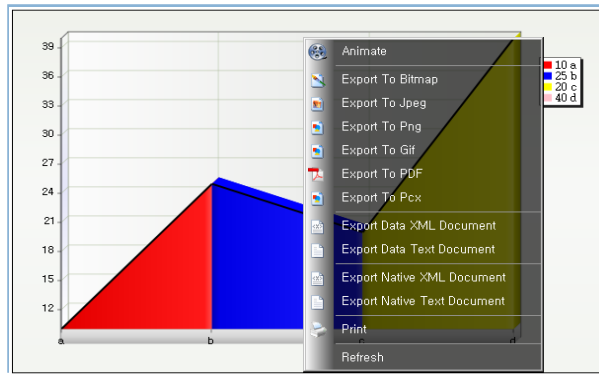 39
36
33
30
27
24
21
18
15
12
a
b
c
d
10 a
25 b
20 c
40 d
Animate
Export To Bitmap
Export To Jpeg
Export To Png
Export To Gif
Export To PDF
Export To Pcx
Export Data XML Document
Export Data Text Document
Export Native XML Document
Export Native Text Document
Print
Refresh